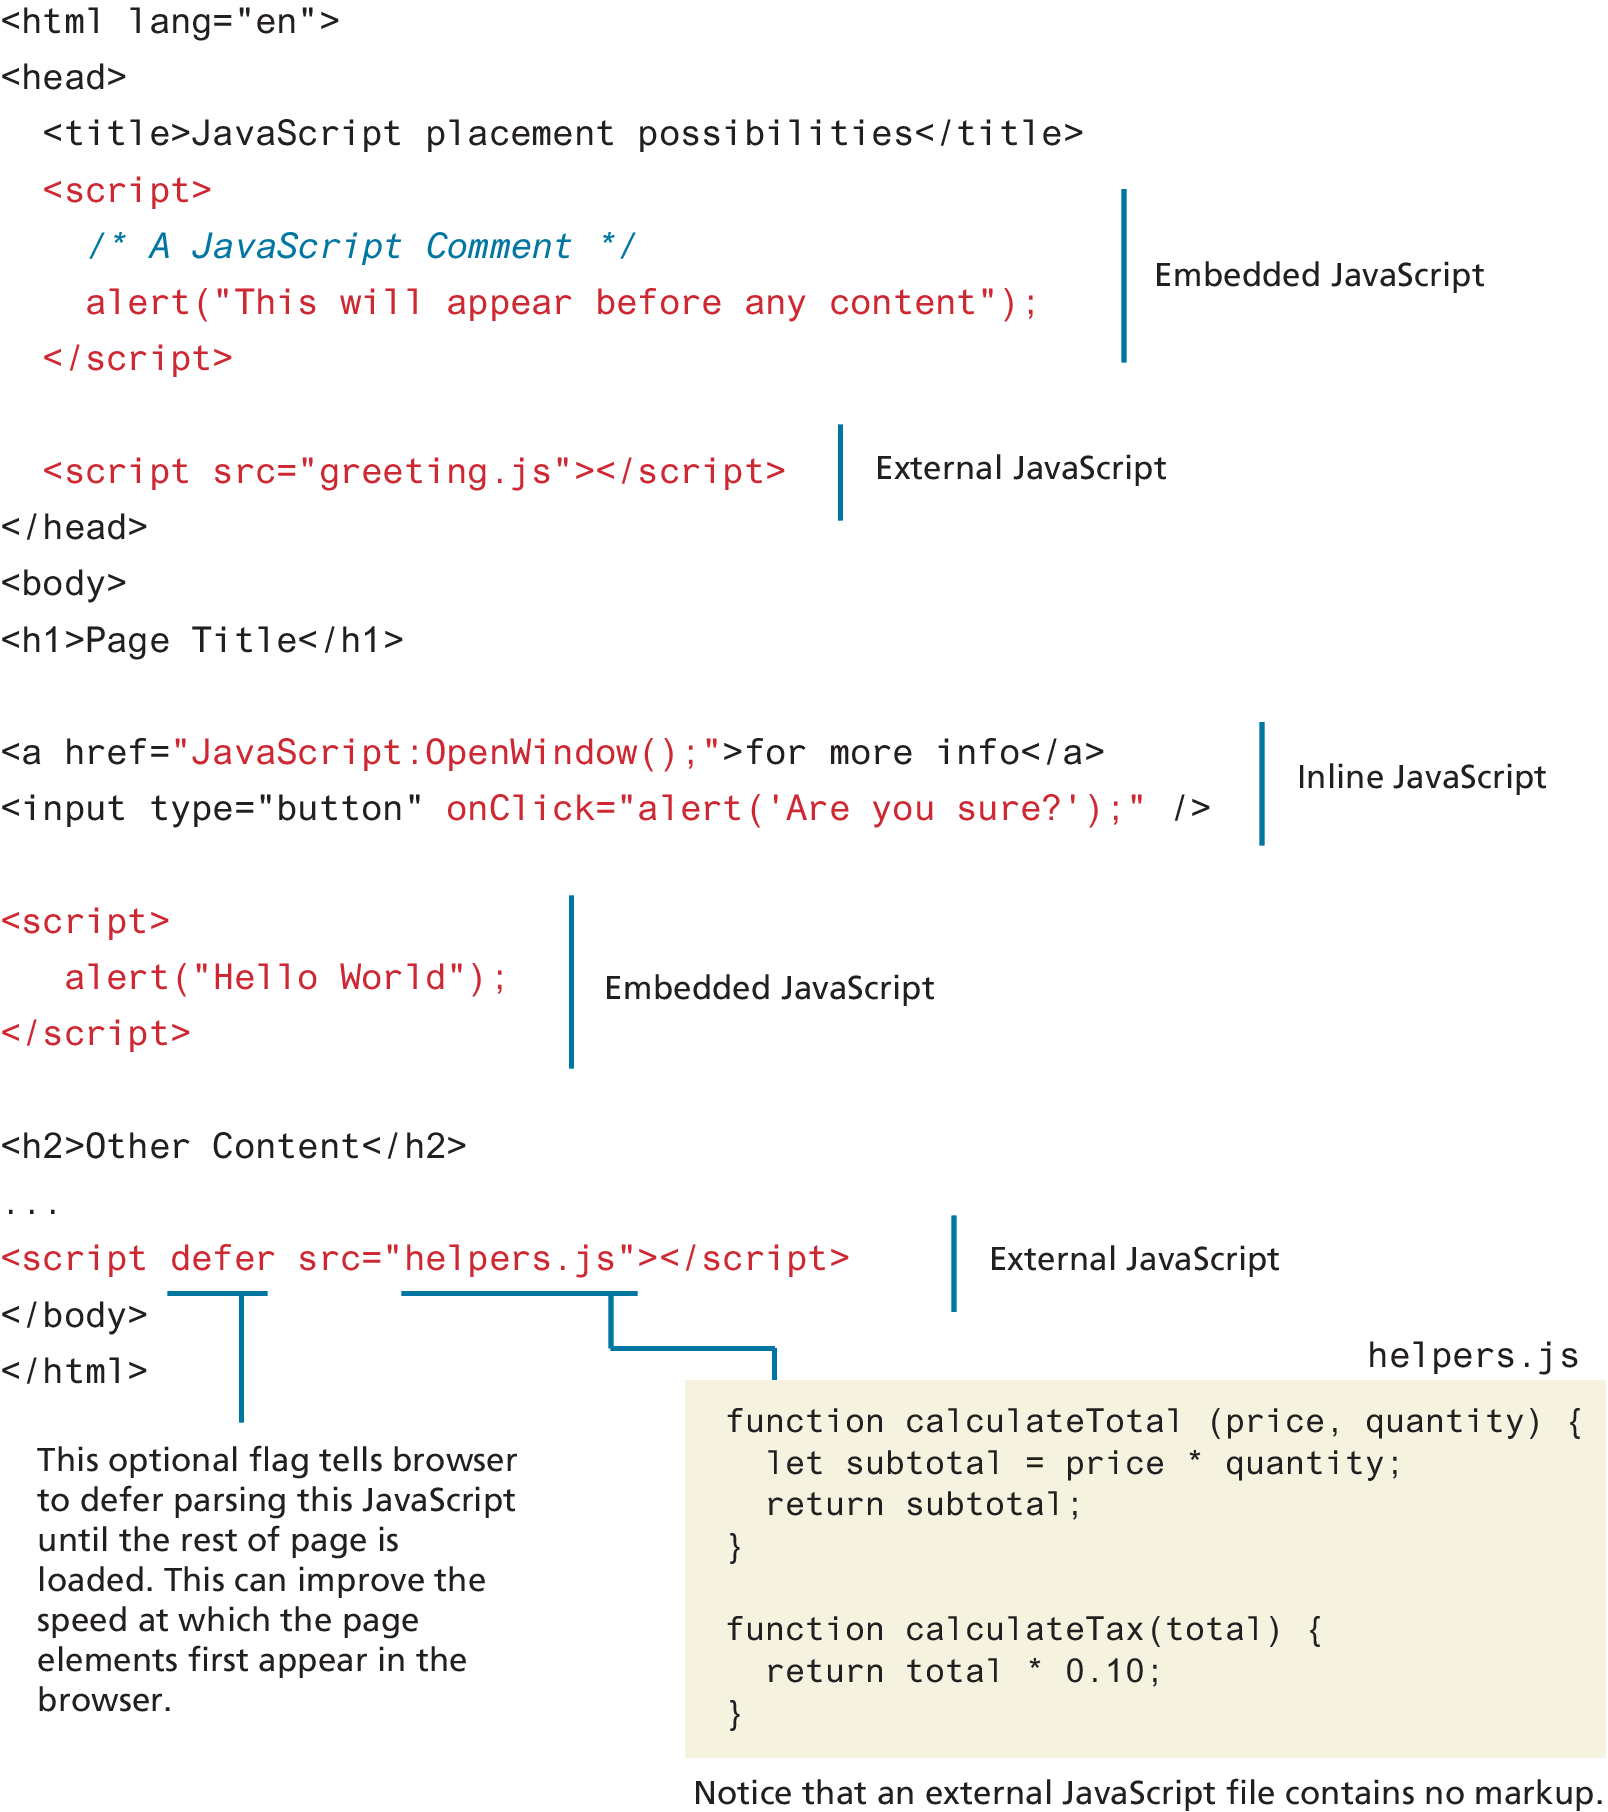 <html lang="en">
<head>
<title>JavaScript placement possibilities</title>
<script>
/* A JavaScript Comment */
alert("This will appear before any content");
</script>
Embedded JavaScript
<script src="greeting.js"></script>
External JavaScript
</head>
<body>
<h1>Page Title</h1>
<a href="JavaScript:OpenWindow();">for more info</a>
<input type="button" onClick="alert('Are you sure?');" />
Inline JavaScript
<script>
alert("Hello World");
</script>
Embedded JavaScript
<h2>Other Content</h2>
...
<script defer src="helpers.js"></script>
External JavaScript
</body>
</html>
This optional flag tells browser
to defer parsing this JavaScript
until the rest of page is
loaded. This can improve the
speed at which the page
elements first appear in the
browser.
helpers.js
function calculateTotal (price, quantity) {
let subtotal = price * quantity;
return subtotal;
}
function calculateTax(total) {
return total * 0.10;
}
Notice that an external JavaScript file contains no markup.